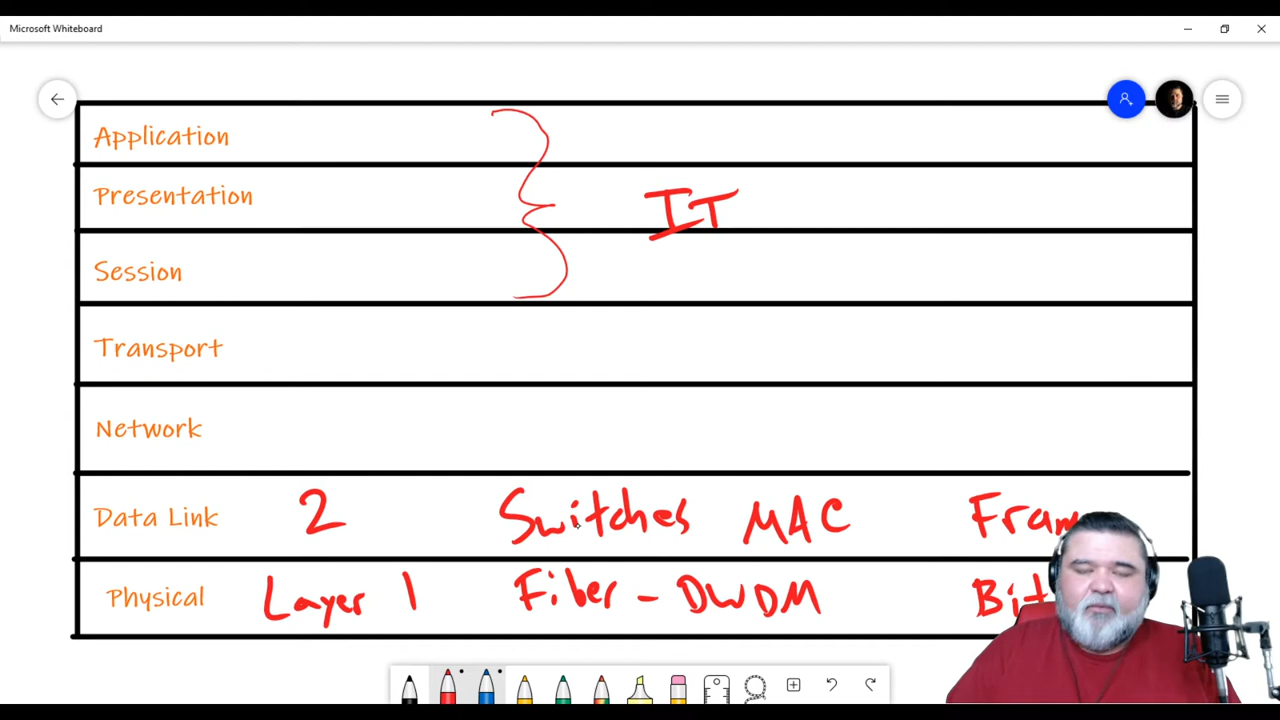 Microsoft Whiteboard
Application
Presentation
IT
Session
Transport
Network
Data Link 2 Switches MAC
Physical Layer 1 Fiber - DWDM